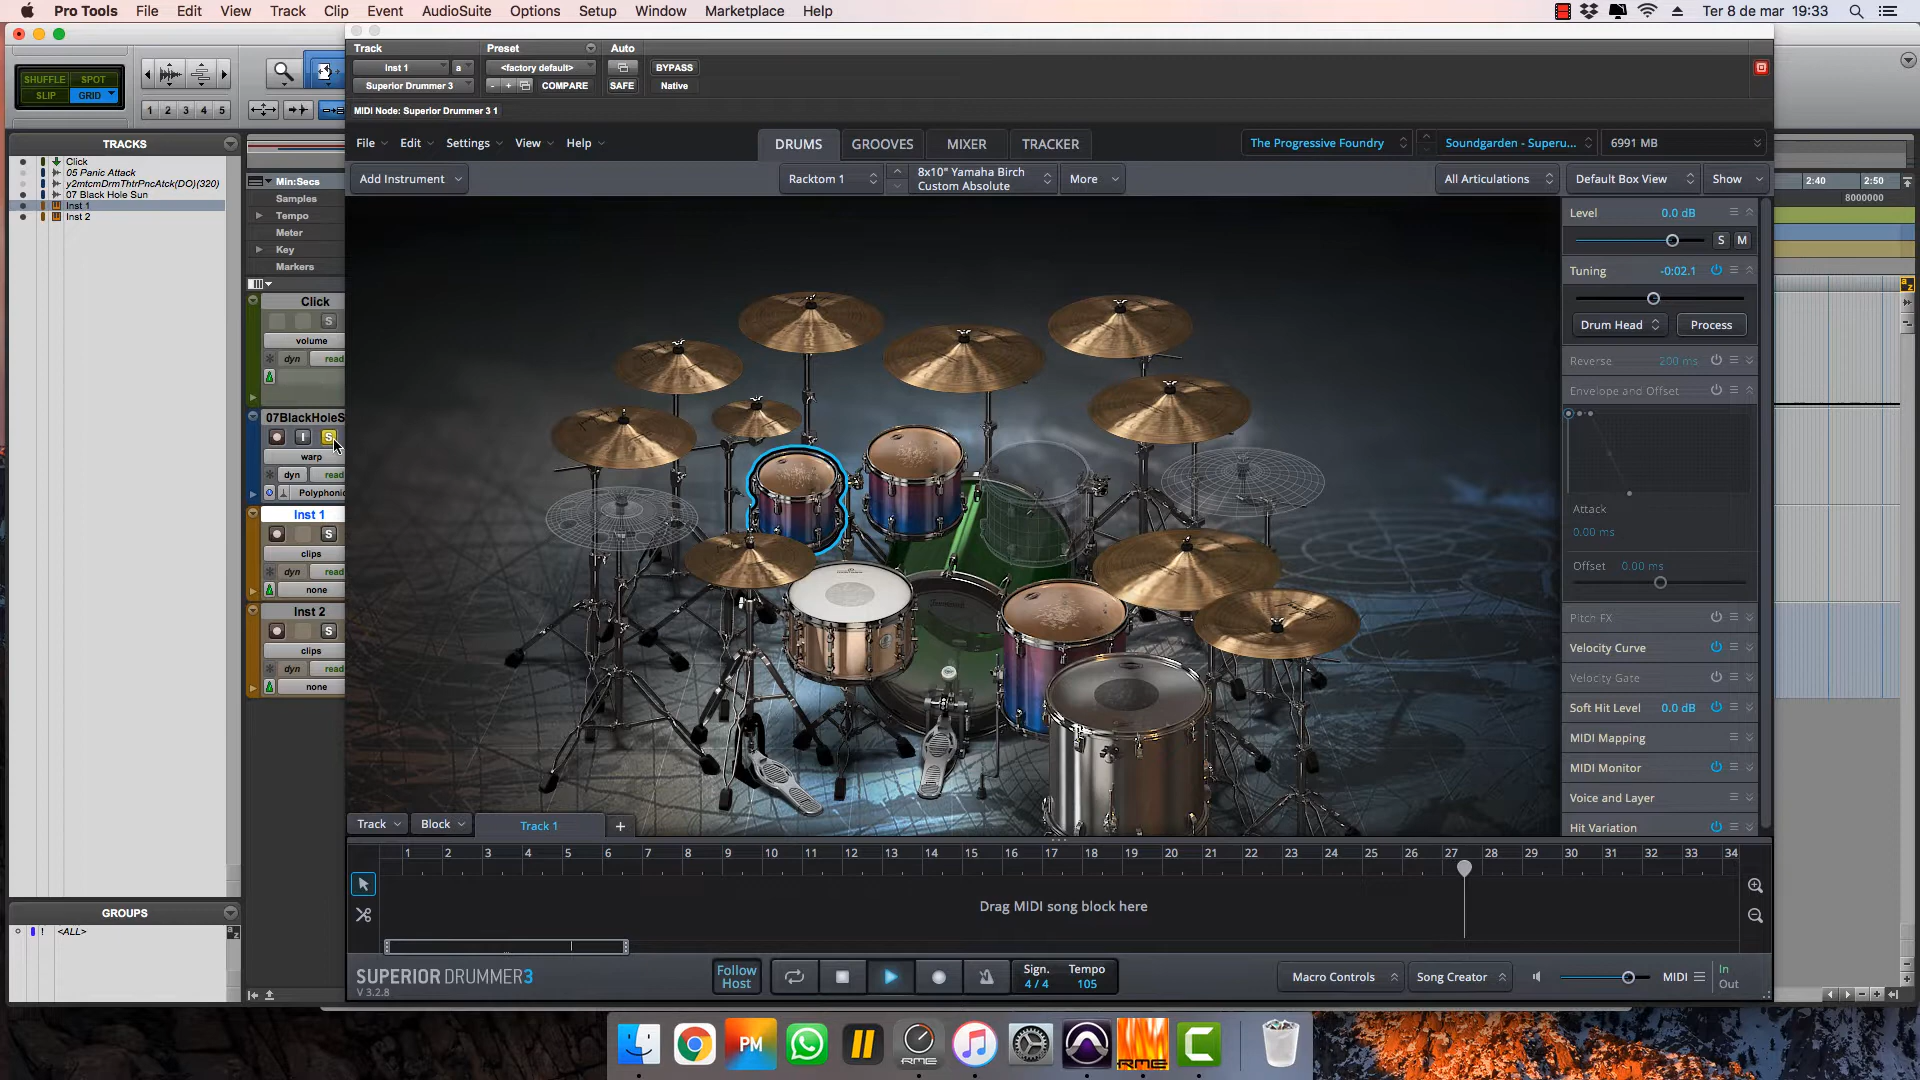 Pro Tools File Edit View Track Clip Event AudioSuite Options Setup Window Marketplace Help Ter 8 de mar 19:33
Track Preset Auto
Inst 1 a <factory default> BYPASS
Superior Drummer 3 - + COMPARE SAFE Native
MIDI Node: Superior Drummer 3 1
SHUFFLE SPOT
SLIP GRID
1 2 3 4 5
TRACKS
Click
05 Panic Attack
y2mtcmDrmThtrPncAtck(DO)(320)
07 Black Hole Sun
Inst 1
Inst 2
Min:Secs
Samples
Tempo
Meter
Key
Markers
Click
S
volume
dyn read
07BlackHoleS
I S
warp
dyn read
Polyphonic
Inst 1
S
clips
dyn read
none
Inst 2
S
clips
dyn read
none
GROUPS
! <ALL>
File Edit Settings View Help DRUMS GROOVES MIXER TRACKER The Progressive Foundry Soundgarden - Superu... 6991 MB
Add Instrument Racktom 1 8x10" Yamaha Birch Custom Absolute More All Articulations Default Box View Show
2:40 2:50
8000000
Level 0.0 dB
S M
Tuning -0:02.1
Drum Head Process
Reverse 200 ms
Envelope and Offset
Attack
0.00 ms
Offset 0.00 ms
Pitch FX
Velocity Curve
Velocity Gate
Soft Hit Level 0.0 dB
MIDI Mapping
MIDI Monitor
Voice and Layer
Hit Variation
Track Block Track 1 +
1 2 3 4 5 6 7 8 9 10 11 12 13 14 15 16 17 18 19 20 21 22 23 24 25 26 27 28 29 30 31 32 33 34
Drag MIDI song block here
SUPERIOR DRUMMER 3
V 3.2.8
Follow Host
Sign. Tempo
4 / 4 105
Macro Controls Song Creator MIDI In Out
PM RME RME